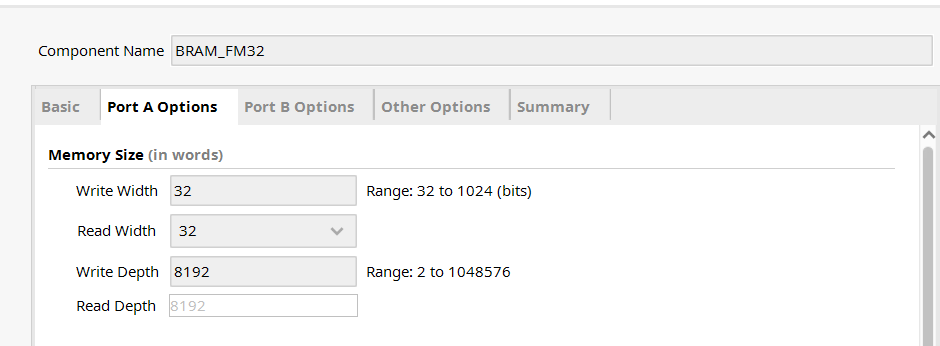 Component Name BRAM_FM32
Basic Port A Options Port B Options Other Options Summary
Memory Size (in words)
Write Width 32 Range: 32 to 1024 (bits)
Read Width 32
Write Depth 8192 Range: 2 to 1048576
Read Depth 8192